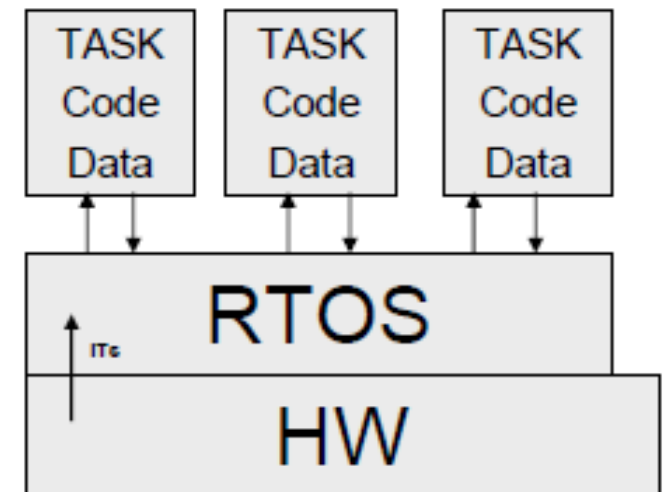 TASK
Code
Data
TASK
Code
Data
TASK
Code
Data
RTOS
ITs
HW